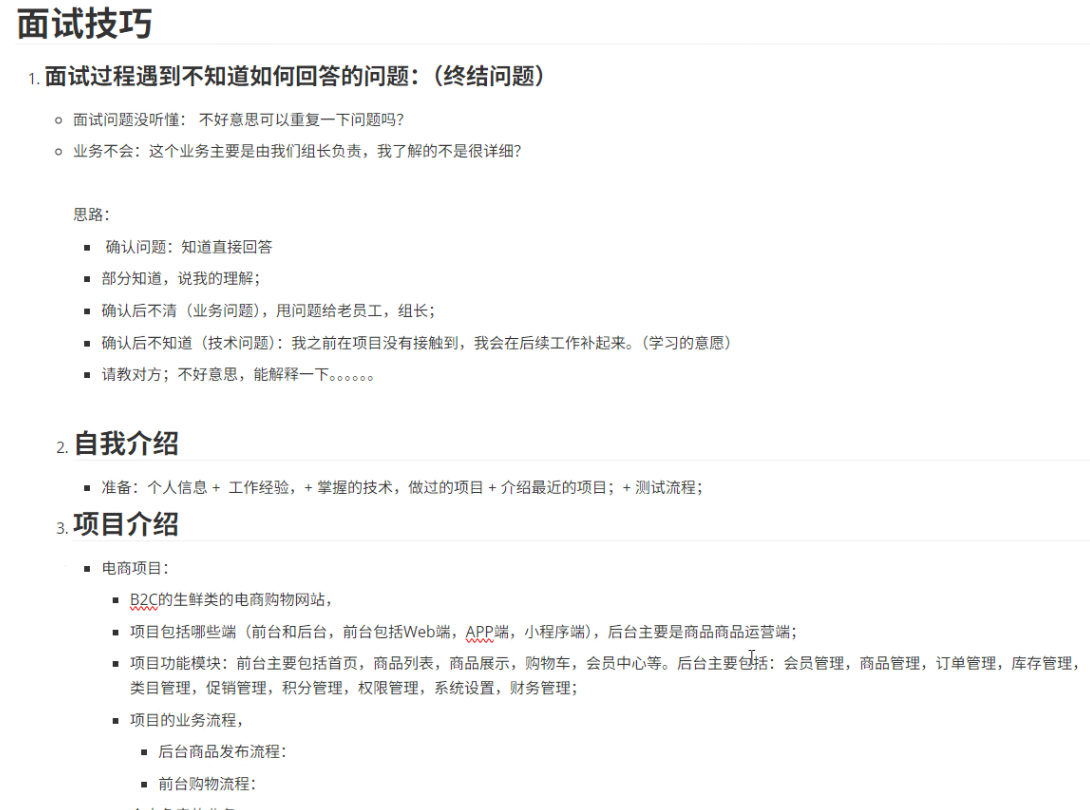 面试技巧
1. 面试过程遇到不知道如何回答的问题：（终结问题）
面试问题没听懂： 不好意思可以重复一下问题吗？
业务不会：这个业务主要是由我们组长负责，我了解的不是很详细？
思路：
确认问题：知道直接回答
部分知道，说我的理解；
确认后不清（业务问题），甩问题给老员工，组长；
确认后不知道（技术问题）：我之前在项目没有接触到，我会在后续工作补起来。（学习的意愿）
请教对方；不好意思，能解释一下。。。。。。
2. 自我介绍
准备：个人信息 + 工作经验，+ 掌握的技术，做过的项目 + 介绍最近的项目；+ 测试流程；
3. 项目介绍
电商项目：
B2C的生鲜类的电商购物网站，
项目包括哪些端（前台和后台，前台包括Web端，APP端，小程序端），后台主要是商品商品运营端；
项目功能模块：前台主要包括首页，商品列表，商品展示，购物车，会员中心等。后台主要包括：会员管理，商品管理，订单管理，库存管理，
类目管理，促销管理，积分管理，权限管理，系统设置，财务管理；
项目的业务流程，
后台商品发布流程：
前台购物流程：